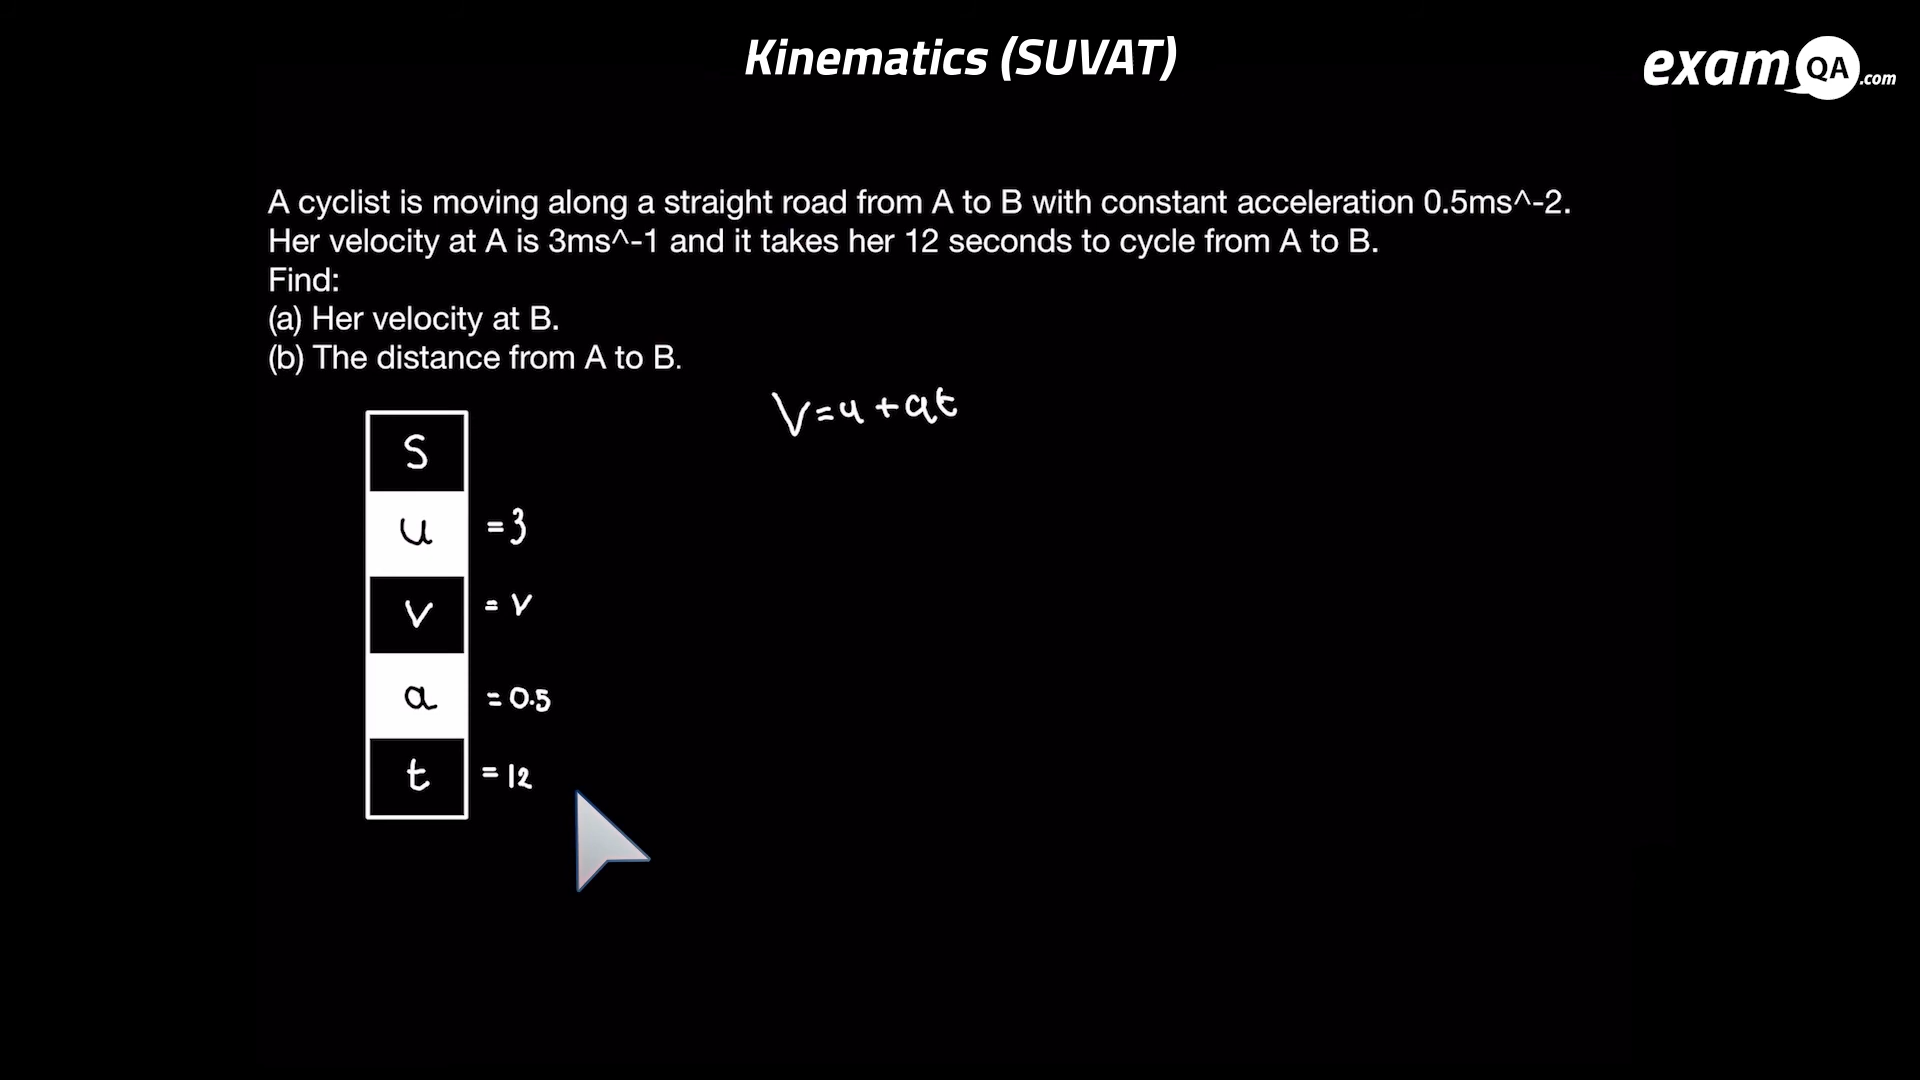 Kinematics (SUVAT)
examQA.com
A cyclist is moving along a straight road from A to B with constant acceleration 0.5ms^-2.
Her velocity at A is 3ms^-1 and it takes her 12 seconds to cycle from A to B.
Find:
(a) Her velocity at B.
(b) The distance from A to B.
V=u+at
S
u =3
v =v
a =0.5
t =12